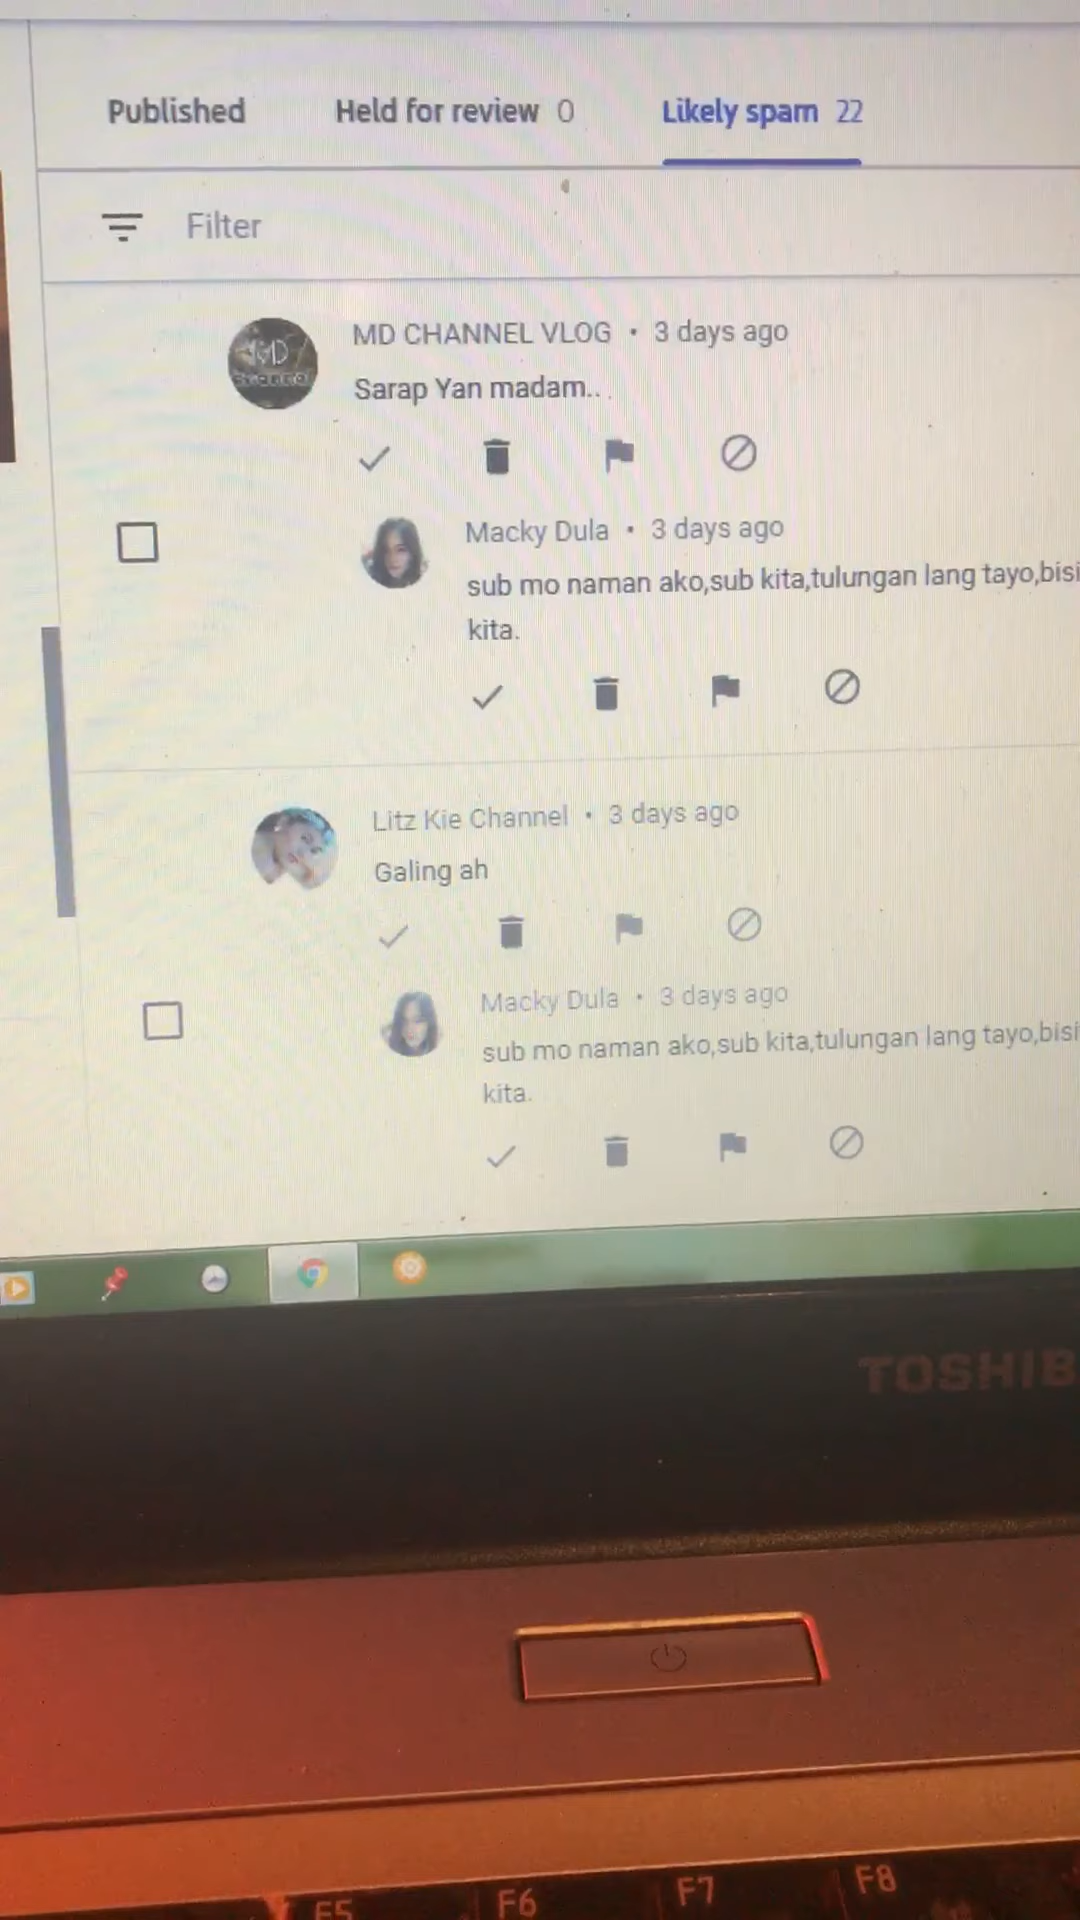 Published Held for review 0 Likely spam 22
Filter
MD CHANNEL VLOG • 3 days ago
Sarap Yan madam..
Macky Dula • 3 days ago
sub mo naman ako,sub kita,tulungan lang tayo,bisi
kita.
Litz Kie Channel • 3 days ago
Galing ah
Macky Dula • 3 days ago
sub mo naman ako,sub kita,tulungan lang tayo,bisi
kita.
TOSHIB
F5 F6 F7 F8